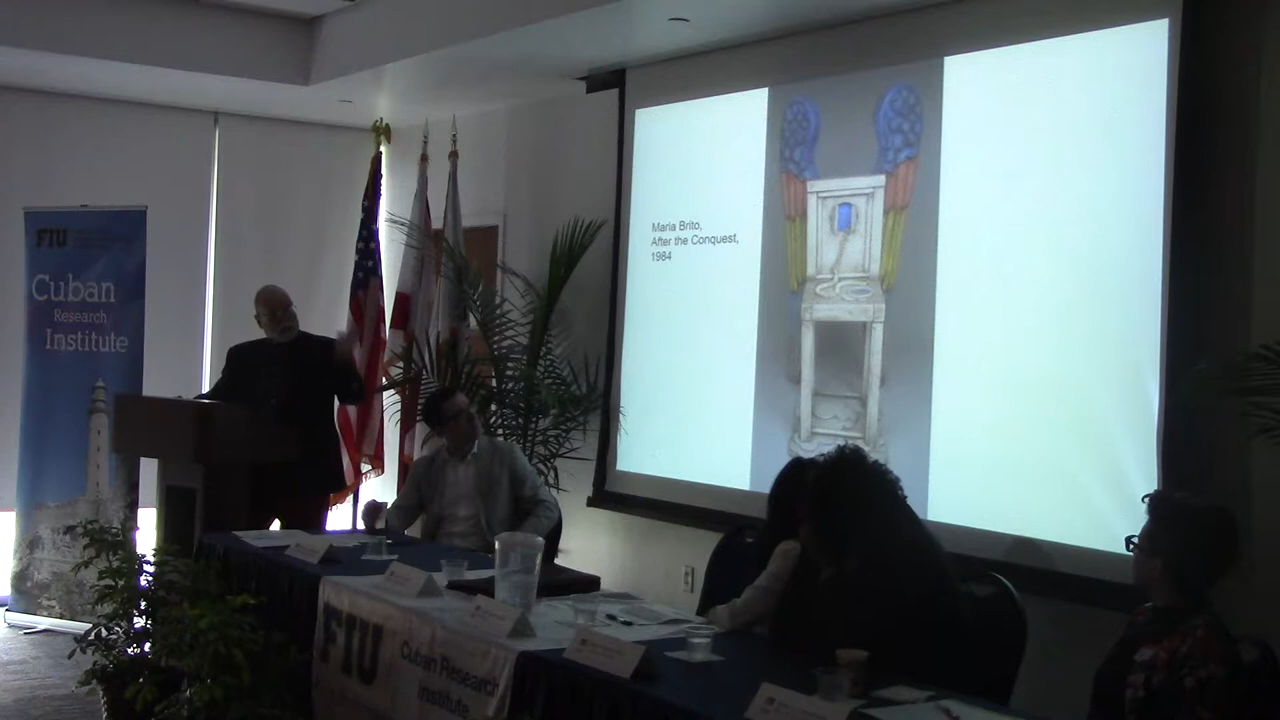 FIU
Cuban
Research
Institute
Maria Brito,
After the Conquest,
1984
FIU
Cuban Research
Institute